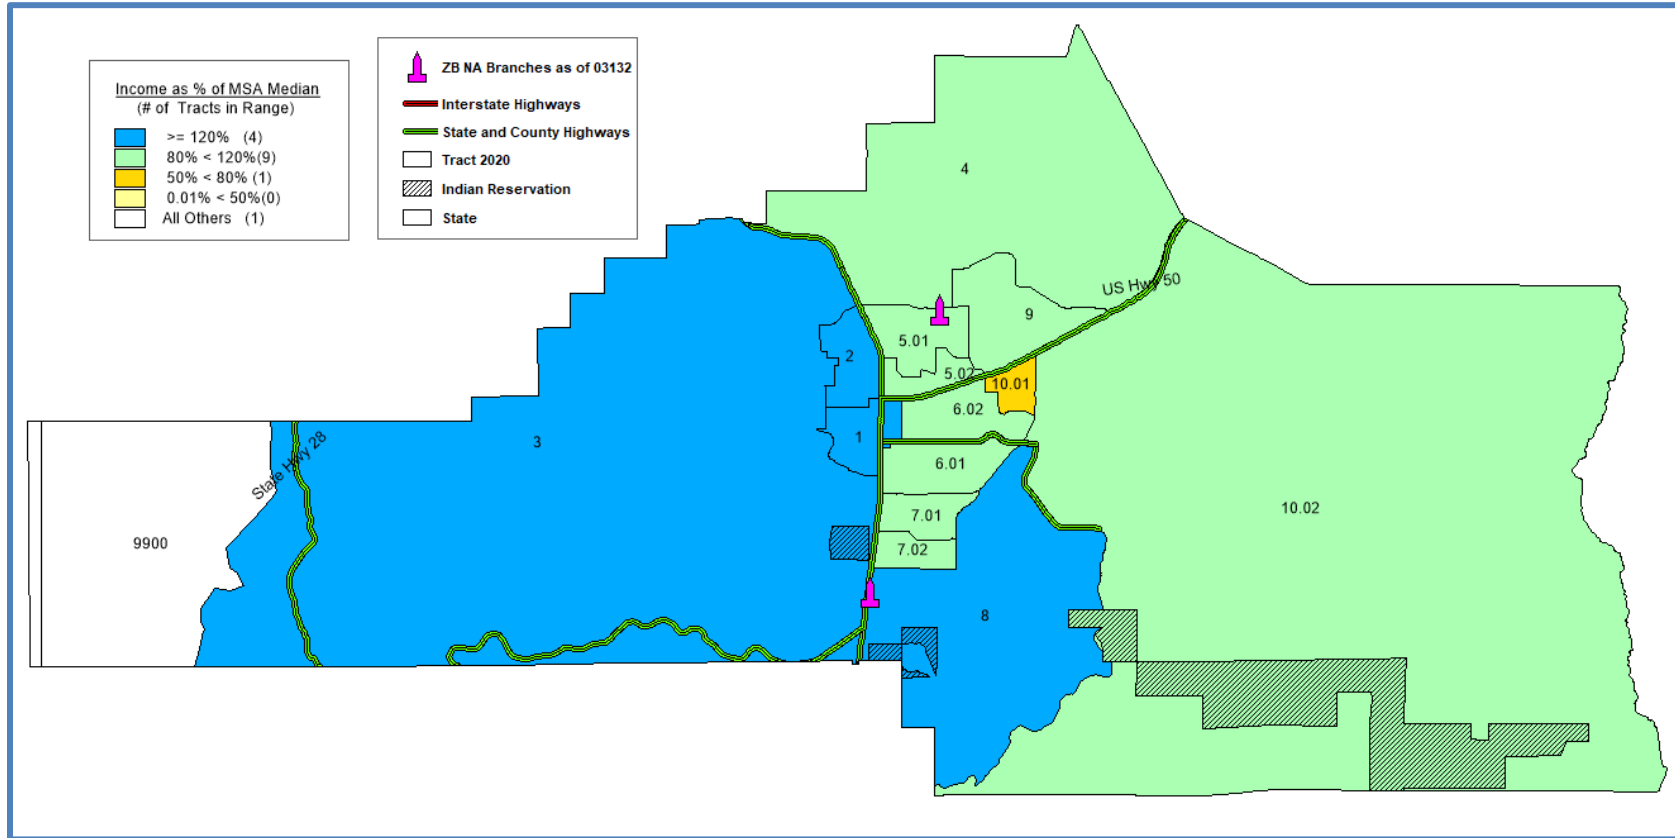 Income as % of MSA Median
(# of Tracts in Range)
>= 120% (4)
80% < 120%(9)
50% < 80% (1)
0.01% < 50%(0)
All Others (1)
ZB NA Branches as of 03132
Interstate Highways
State and County Highways
Tract 2020
Indian Reservation
State
4
US Hwy 50
9
5.01
2
5.02
10.01
6.02
1
3
State Hwy 28
6.01
10.02
7.01
9900
7.02
8